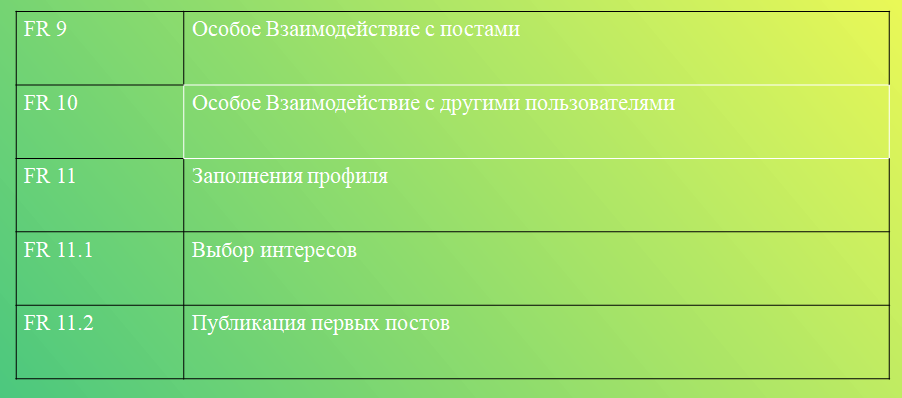 FR 9 Особое Взаимодействие с постами
FR 10 Особое Взаимодействие с другими пользователями
FR 11 Заполнения профиля
FR 11.1 Выбор интересов
FR 11.2 Публикация первых постов